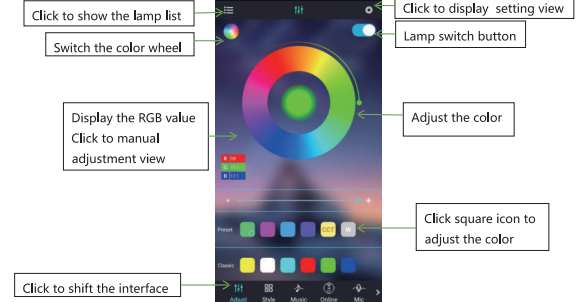 Click to show the lamp list
Click to display setting view
Switch the color wheel
Lamp switch button
Display the RGB value
Click to manual
adjustment view
Adjust the color
R
G
B 111
Preset
CCT
W
Click square icon to
adjust the color
Classic
Click to shift the interface
Adjust
Style
Music
Online
Mic